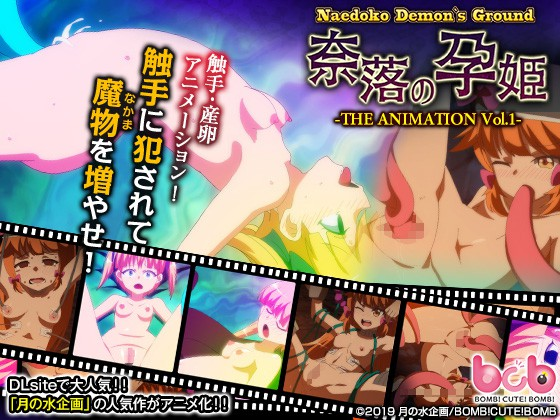 Naedoko Demon`s Ground
奈落の孕姫
-THE ANIMATION Vol.1-
触手・産卵
アニメーション!
触手に犯されて
なかま
魔物を増やせ!
DLsiteで大人気!!
「月の水企画」の人気作がアニメ化!!
bcb
BOMB! CUTE! BOMB!
©2019 月の水企画/BOMB!CUTE!BOMB!